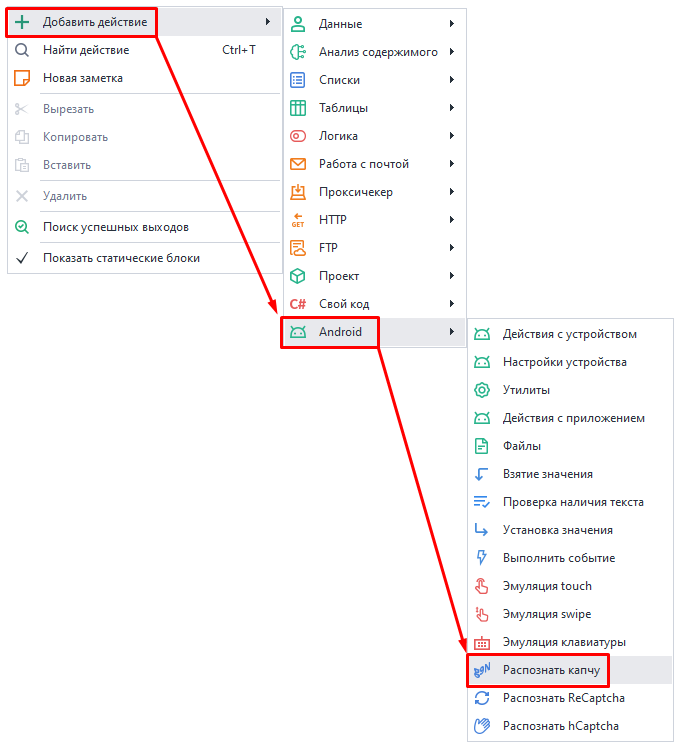 Добавить действие
Найти действие Ctrl+T
Новая заметка
Вырезать
Копировать
Вставить
Удалить
Поиск успешных выходов
Показать статические блоки
Данные
Анализ содержимого
Списки
Таблицы
Логика
Работа с почтой
Проксичекер
GET HTTP
FTP
Проект
C# Свой код
Android
Действия с устройством
Настройки устройства
Утилиты
Действия с приложением
Файлы
Взятие значения
Проверка наличия текста
Установка значения
Выполнить событие
Эмуляция touch
Эмуляция swipe
Эмуляция клавиатуры
Распознать капчу
Распознать ReCaptcha
Распознать hCaptcha